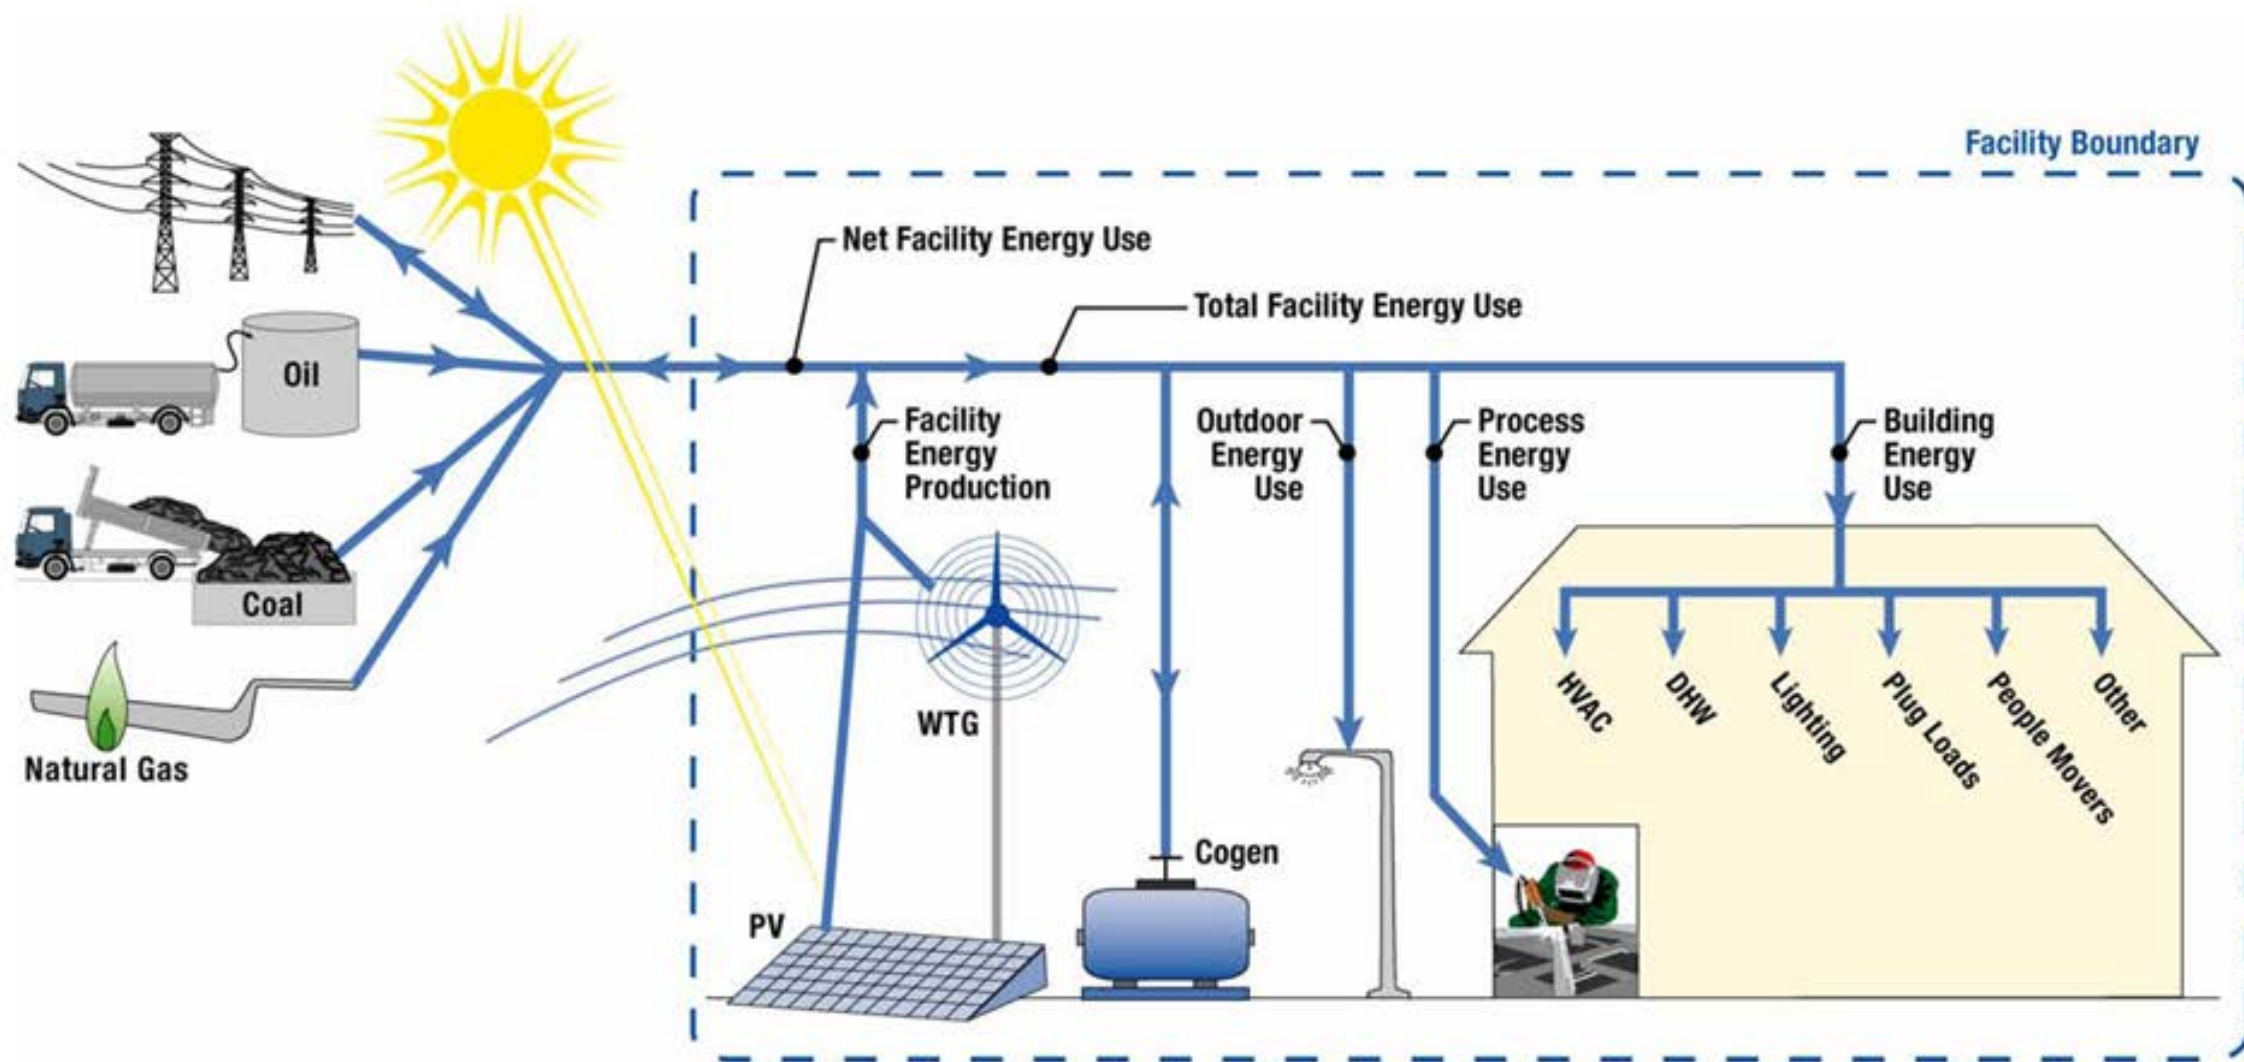 Facility Boundary
Net Facility Energy Use
Total Facility Energy Use
Oil
Facility
Energy
Production
Outdoor
Energy
Use
Process
Energy
Use
Building
Energy
Use
Coal
HVAC
DHW
Lighting
Plug Loads
People Movers
Other
WTG
Natural Gas
Cogen
PV